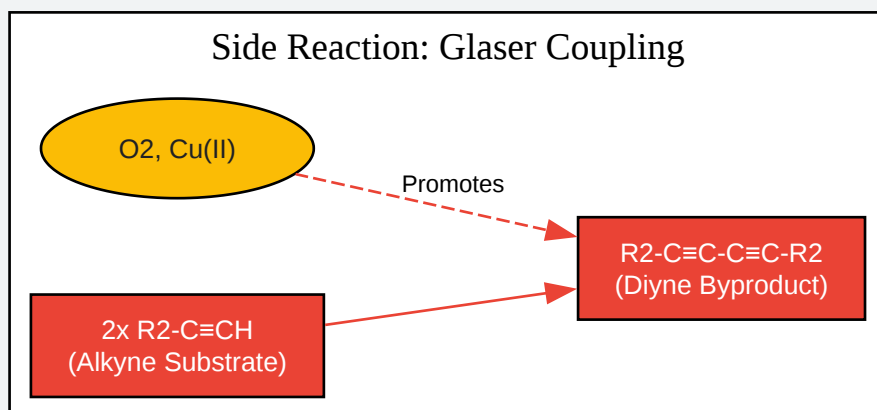 Side Reaction: Glaser Coupling
O2, Cu(II)
Promotes
R2-C≡C-C≡C-R2
(Diyne Byproduct)
2x R2-C≡CH
(Alkyne Substrate)